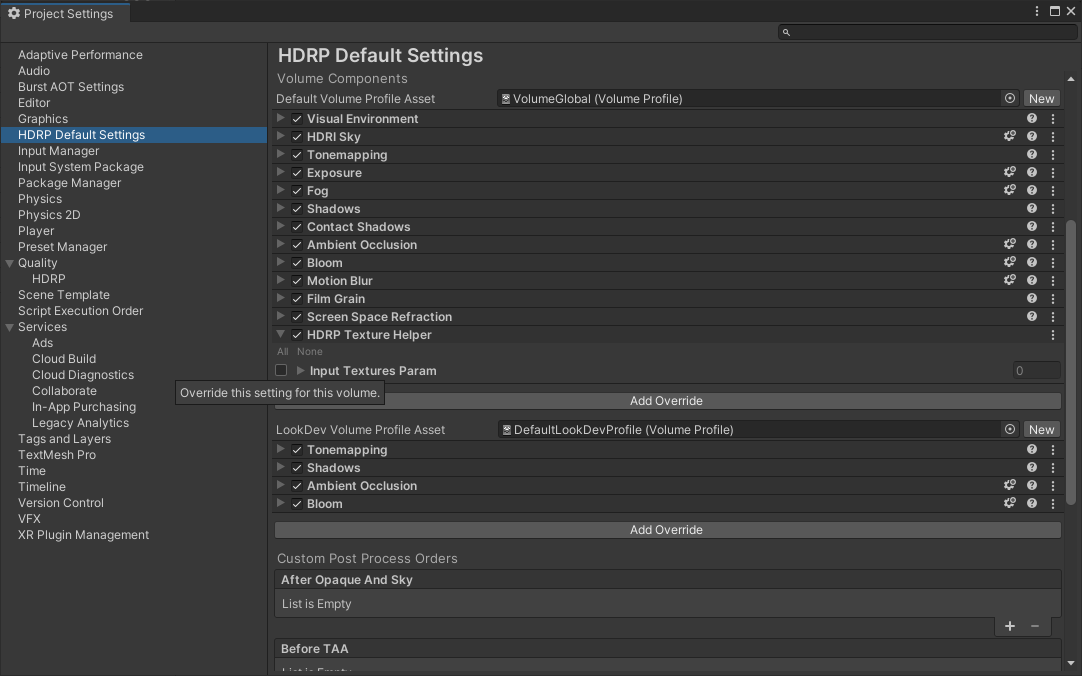 Project Settings
Adaptive Performance
Audio
Burst AOT Settings
Editor
Graphics
HDRP Default Settings
Input Manager
Input System Package
Package Manager
Physics
Physics 2D
Player
Preset Manager
Quality
HDRP
Scene Template
Script Execution Order
Services
Ads
Cloud Build
Cloud Diagnostics
Collaborate
In-App Purchasing
Legacy Analytics
Tags and Layers
TextMesh Pro
Time
Timeline
Version Control
VFX
XR Plugin Management
Override this setting for this volume.
HDRP Default Settings
Volume Components
Default Volume Profile Asset VolumeGlobal (Volume Profile) New
Visual Environment
HDRI Sky
Tonemapping
Exposure
Fog
Shadows
Contact Shadows
Ambient Occlusion
Bloom
Motion Blur
Film Grain
Screen Space Refraction
HDRP Texture Helper
All None
Input Textures Param 0
Add Override
LookDev Volume Profile Asset DefaultLookDevProfile (Volume Profile) New
Tonemapping
Shadows
Ambient Occlusion
Bloom
Add Override
Custom Post Process Orders
After Opaque And Sky
List is Empty
Before TAA
List is Empty